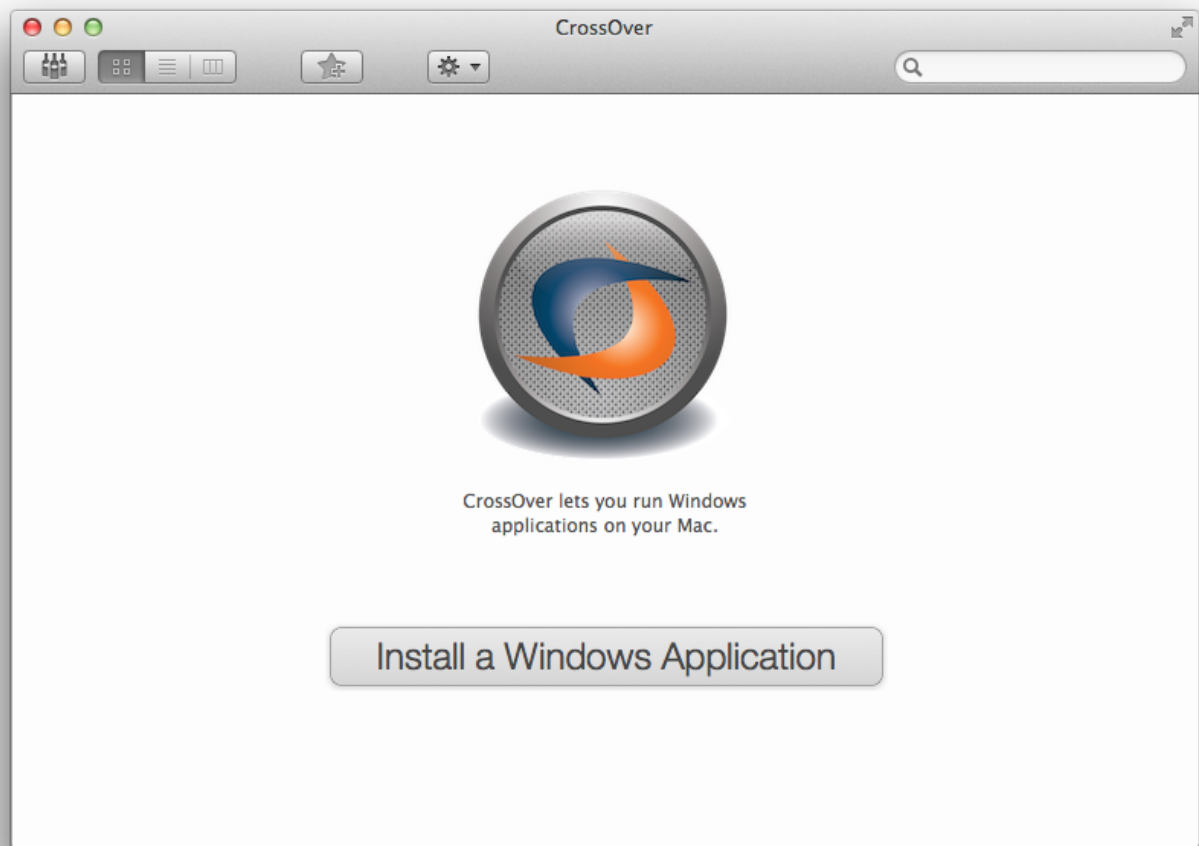 CrossOver
CrossOver lets you run Windows
applications on your Mac.
Install a Windows Application